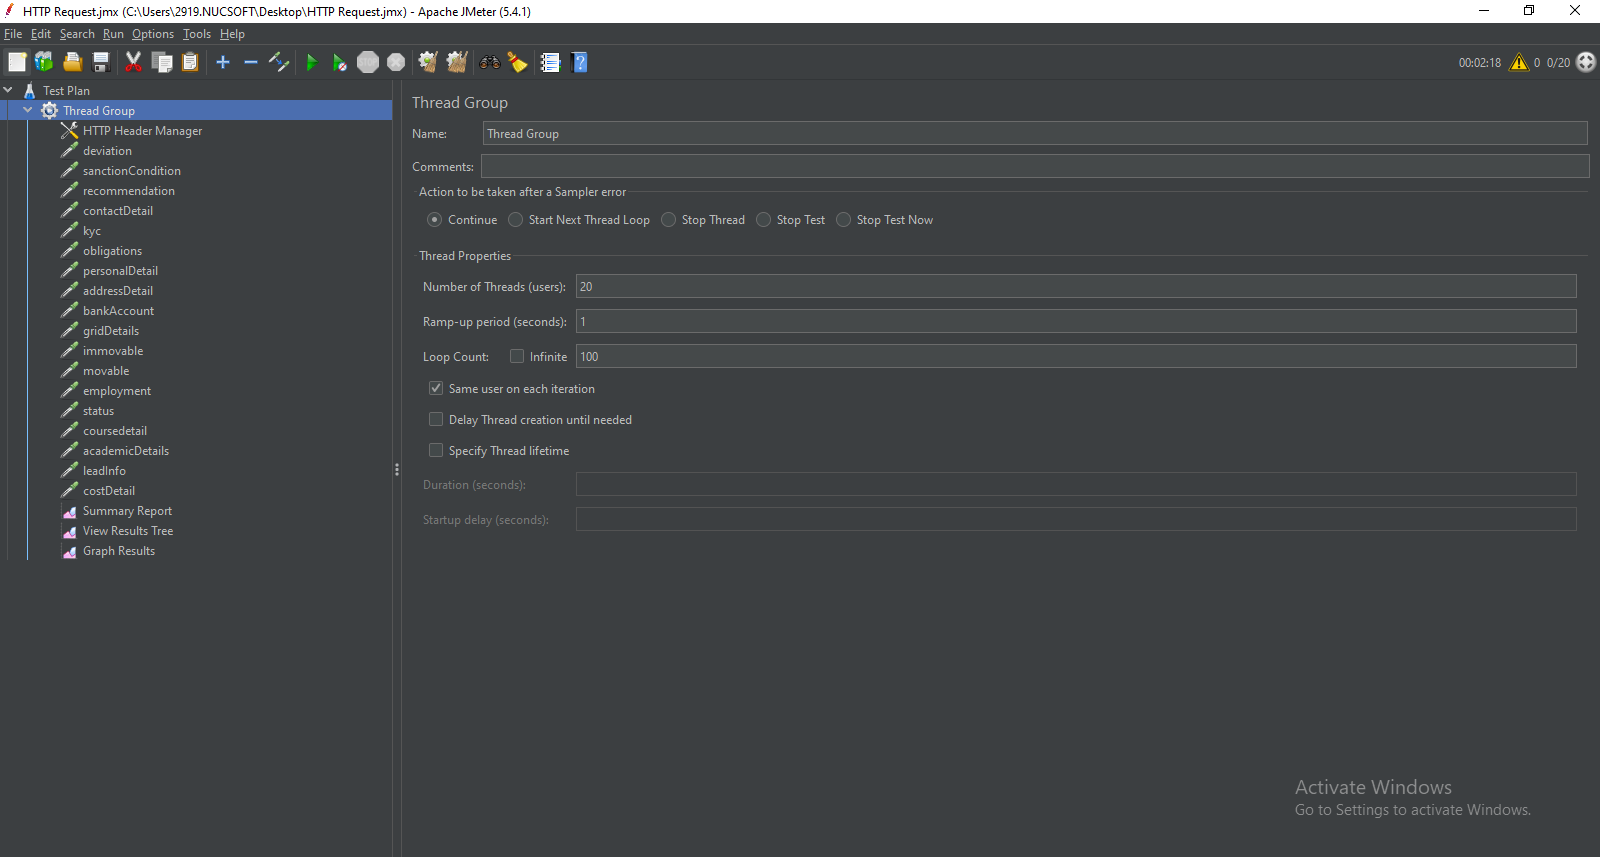 HTTP Request.jmx (C:\Users\2919.NUCSOFT\Desktop\HTTP Request.jmx) - Apache JMeter (5.4.1)
File Edit Search Run Options Tools Help
STOP
00:02:18 0 0/20
Test Plan
Thread Group
HTTP Header Manager
deviation
sanctionCondition
recommendation
contactDetail
kyc
obligations
personalDetail
addressDetail
bankAccount
gridDetails
immovable
movable
employment
status
coursedetail
academicDetails
leadInfo
costDetail
Summary Report
View Results Tree
Graph Results
Thread Group
Name: Thread Group
Comments:
Action to be taken after a Sampler error
Continue Start Next Thread Loop Stop Thread Stop Test Stop Test Now
Thread Properties
Number of Threads (users): 20
Ramp-up period (seconds): 1
Loop Count: Infinite 100
Same user on each iteration
Delay Thread creation until needed
Specify Thread lifetime
Duration (seconds):
Startup delay (seconds):
Activate Windows
Go to Settings to activate Windows.